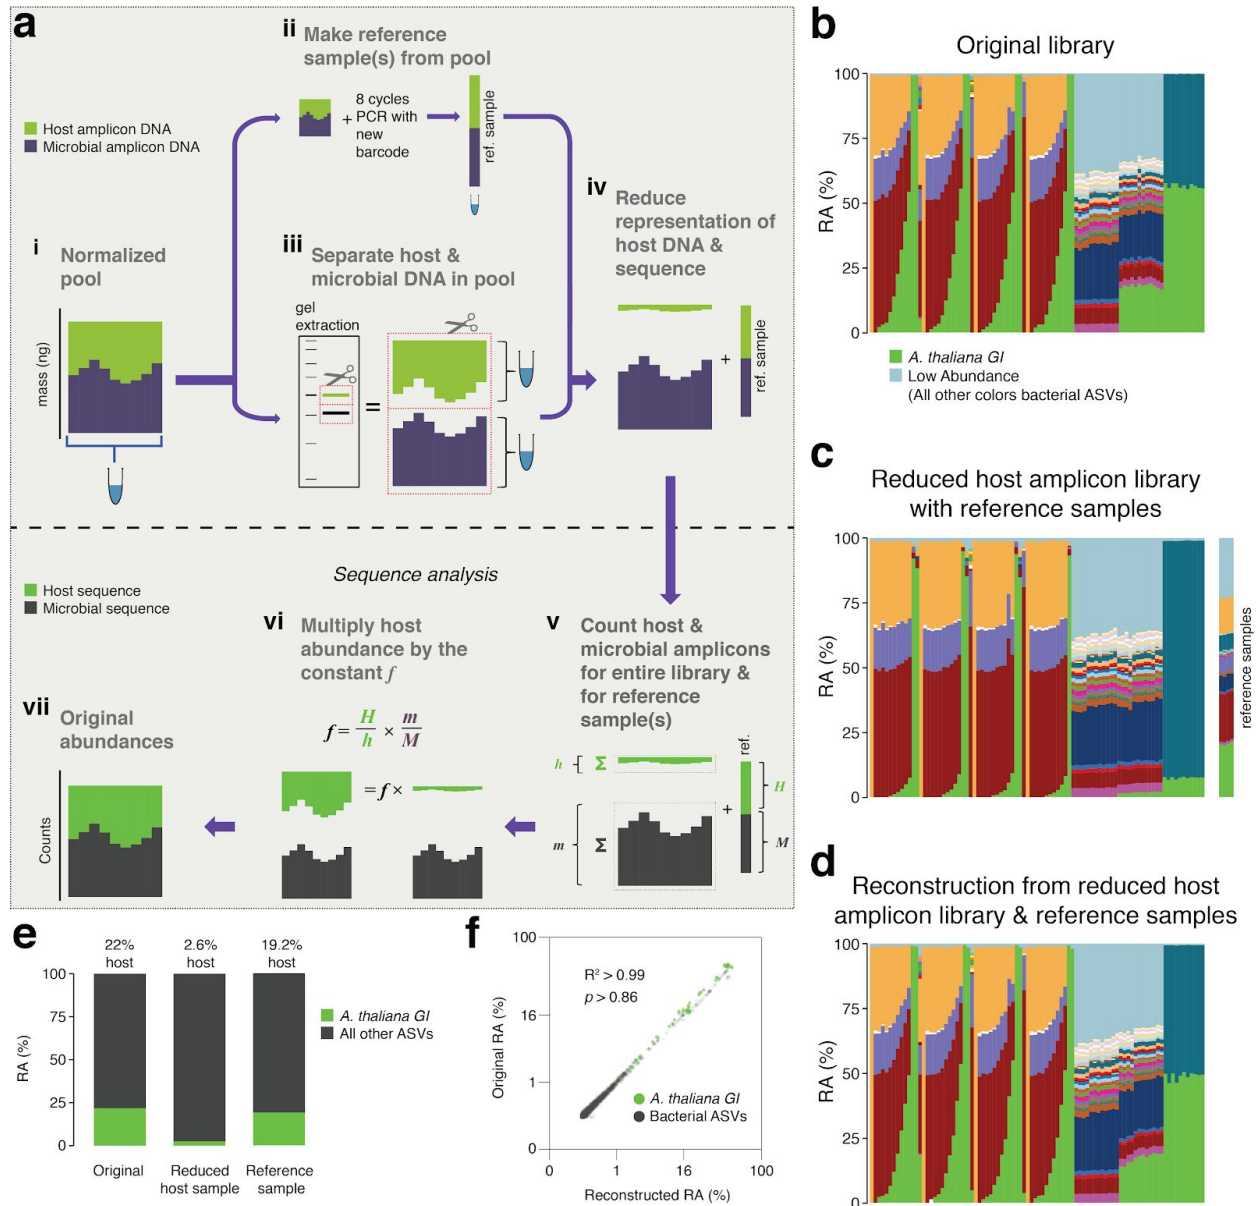 a
ii Make reference
sample(s) from pool
8 cycles
+ PCR with
new
barcode
ref. sample
Host amplicon DNA
Microbial amplicon DNA
i Normalized
pool
mass (ng)
iii Separate host &
microbial DNA in pool
gel
extraction
=
iv Reduce
representation of
host DNA &
sequence
+
ref. sample
Sequence analysis
Host sequence
Microbial sequence
v Count host &
microbial amplicons
for entire library &
for reference
sample(s)
h Σ
m Σ
+
ref.
H
M
vi Multiply host
abundance by the
constant f
f = H/h × m/M
= f ×
vii Original
abundances
Counts
b
Original library
RA (%)
100
75
50
25
0
A. thaliana GI
Low Abundance
(All other colors bacterial ASVs)
c
Reduced host amplicon library
with reference samples
RA (%)
100
75
50
25
0
reference samples
d
Reconstruction from reduced host
amplicon library & reference samples
RA (%)
100
75
50
25
0
e
22%
host
2.6%
host
19.2%
host
RA (%)
100
75
50
25
0
Original
Reduced
host sample
Reference
sample
A. thaliana GI
All other ASVs
f
R² > 0.99
p > 0.86
Original RA (%)
100
16
1
0
A. thaliana GI
Bacterial ASVs
0 1 16 100
Reconstructed RA (%)